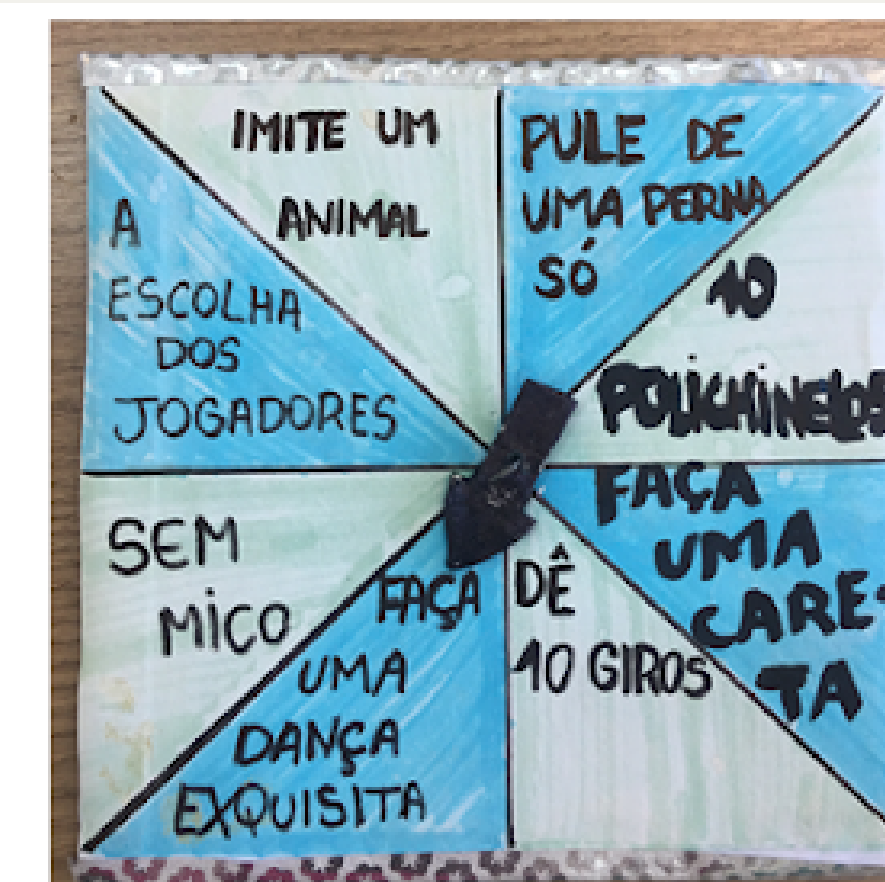 IMITE UM
ANIMAL
PULE DE
UMA PERNA
SÓ
10
POLICHINELOS
FAÇA
UMA
CARE-
TA
DÊ
10 GIROS
FAÇA
UMA
DANÇA
EXQUISITA
SEM
MICO
A
ESCOLHA
DOS
JOGADORES